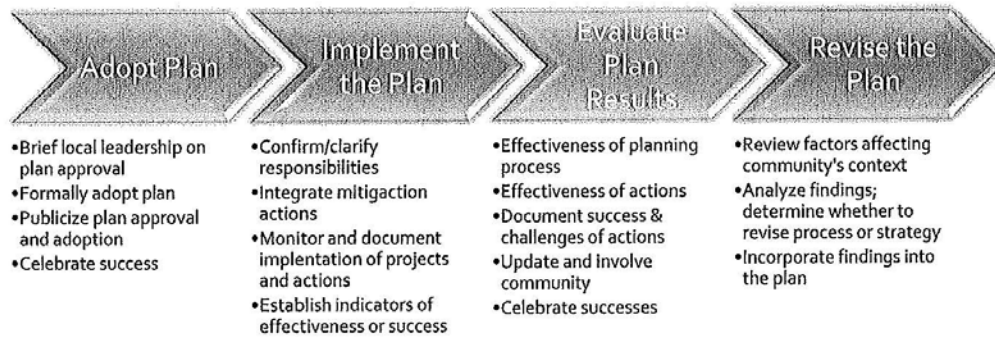 Adopt Plan
Implement
the Plan
Evaluate
Plan
Results
Revise the
Plan
•Brief local leadership on
plan approval
•Formally adopt plan
•Publicize plan approval
and adoption
•Celebrate success
•Confirm/clarify
responsibilities
•Integrate mitigaction
actions
•Monitor and document
implentation of projects
and actions
•Establish indicators of
effectiveness or success
•Effectiveness of planning
process
•Effectiveness of actions
•Document success &
challenges of actions
•Update and involve
community
•Celebrate successes
•Review factors affecting
community's context
•Analyze findings;
determine whether to
revise process or strategy
•Incorporate findings into
the plan